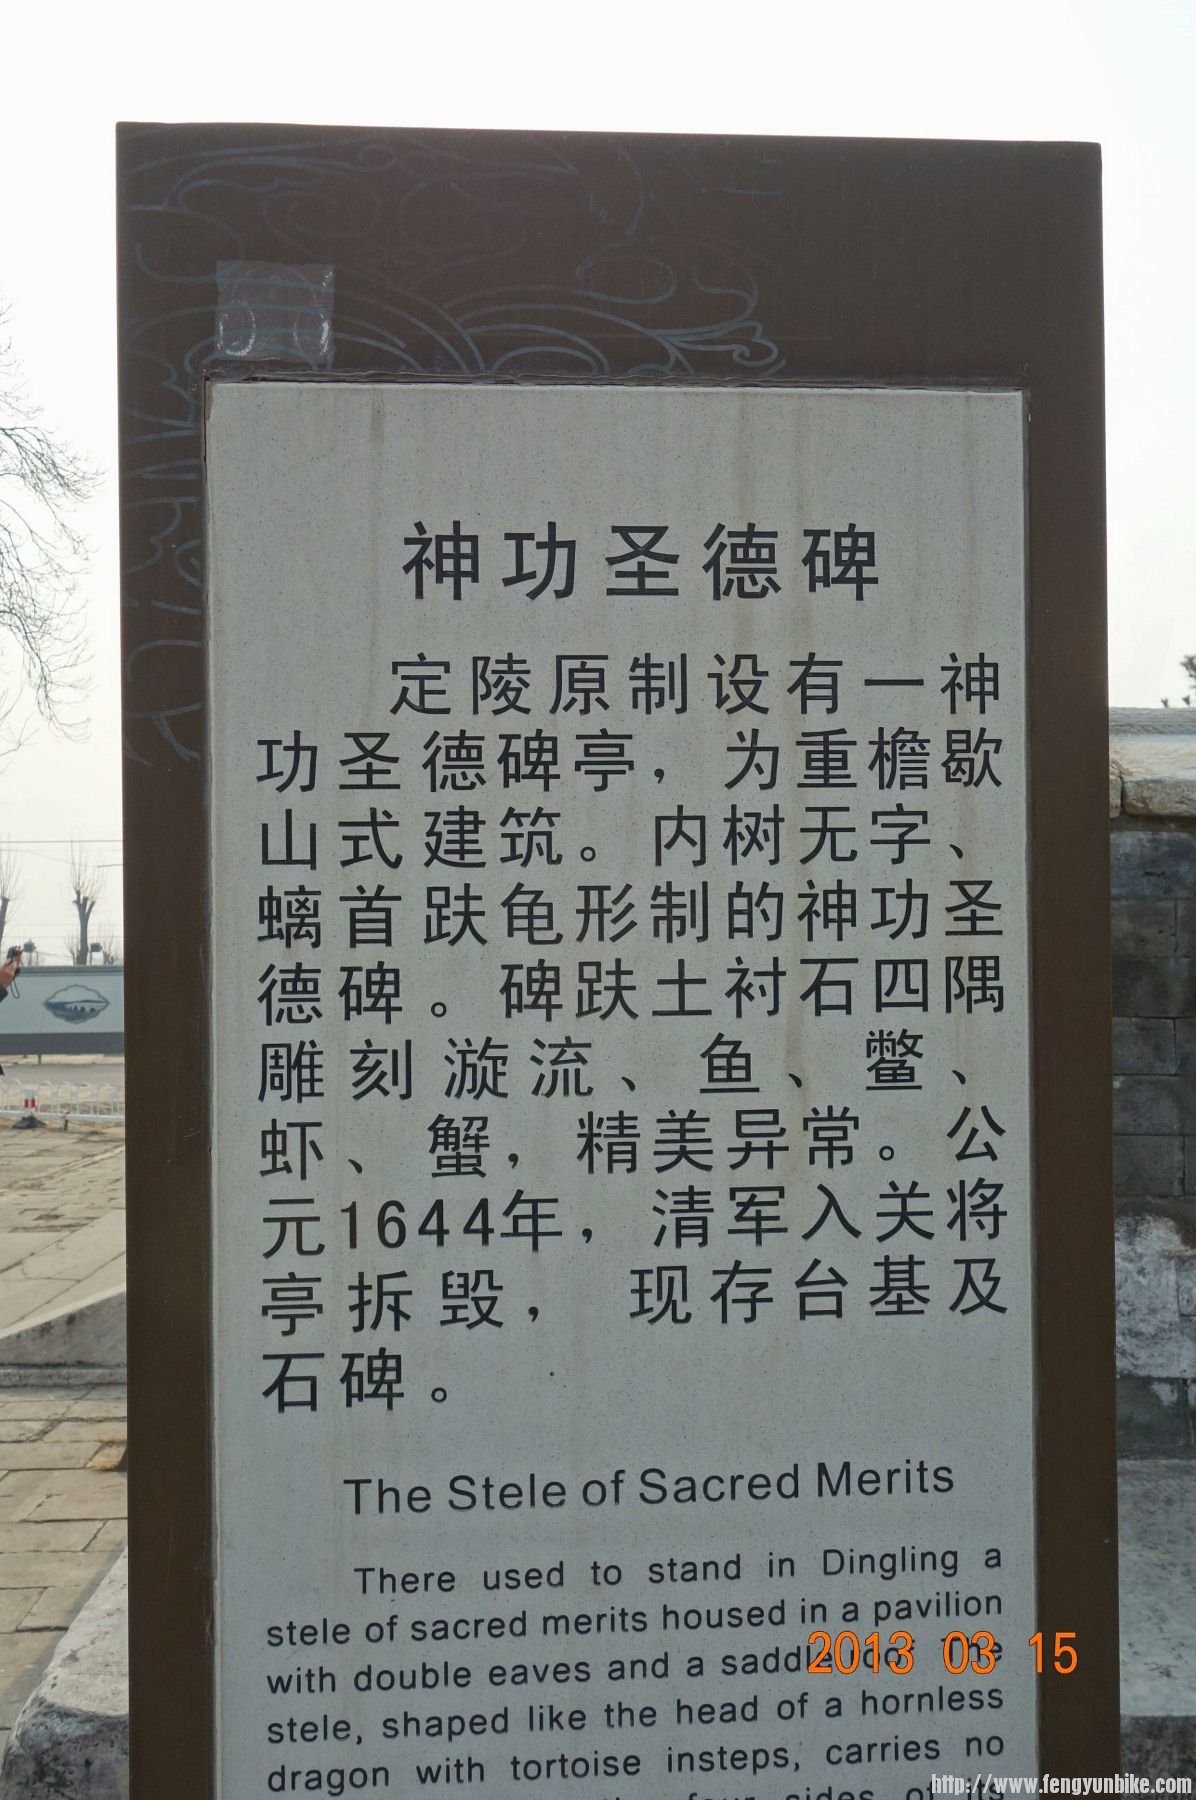 神功圣德碑
定陵原制设有一神
功圣德碑亭，为重檐歇
山式建筑。内树无字、
螭首趺龟形制的神功圣
德碑。碑趺土衬石四隅
雕刻漩流、鱼、鳖、
虾、蟹，精美异常。公
元1644年，清军入关将
亭拆毁，现存台基及
石碑。
The Stele of Sacred Merits
There used to stand in Dingling a
stele of sacred merits housed in a pavilion
with double eaves and a saddle roof The
stele, shaped like the head of a hornless
dragon with tortoise insteps, carries no
four sides of its
2013 03 15
http://www.fengyunbike.com